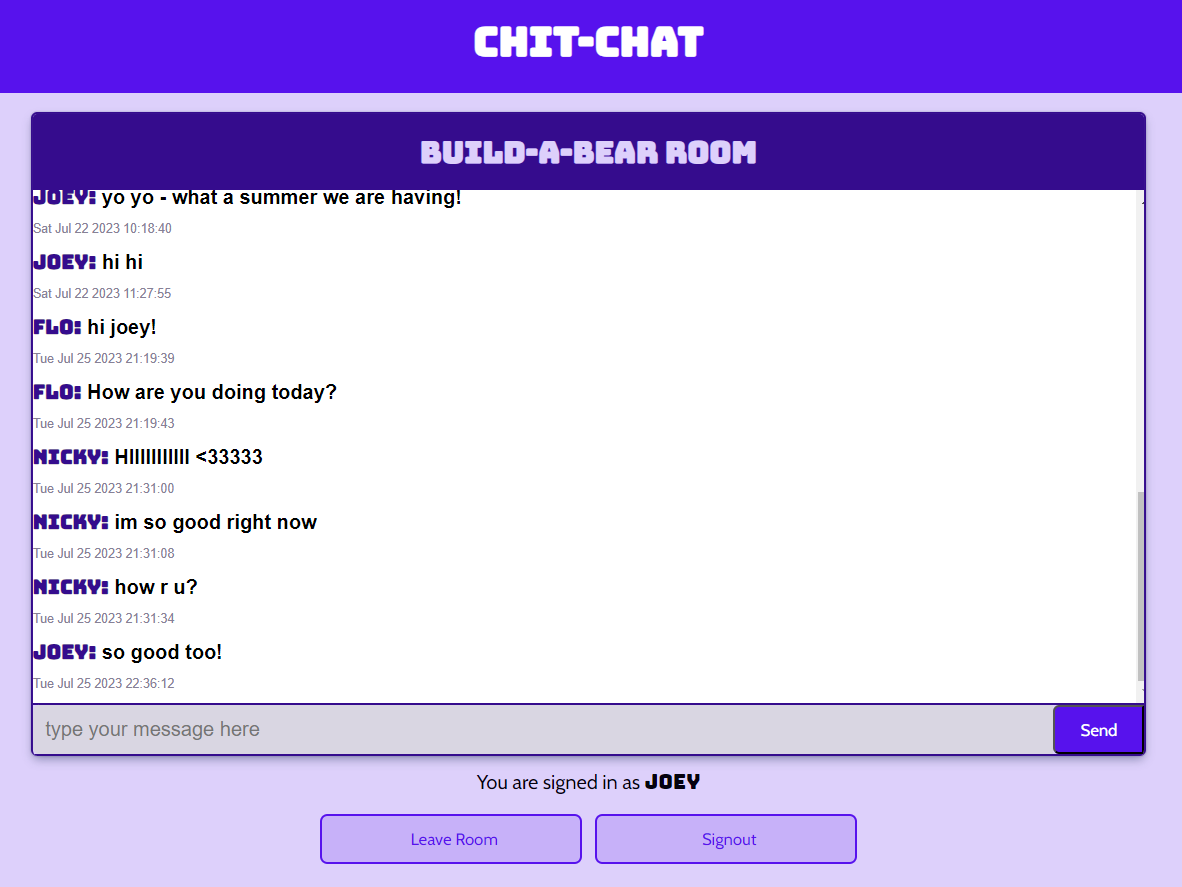 CHIT-CHAT
BUILD-A-BEAR ROOM
JOEY: yo yo - what a summer we are having!
Sat Jul 22 2023 10:18:40
JOEY: hi hi
Sat Jul 22 2023 11:27:55
FLO: hi joey!
Tue Jul 25 2023 21:19:39
FLO: How are you doing today?
Tue Jul 25 2023 21:19:43
NICKY: HIIIIIIIIIII <33333
Tue Jul 25 2023 21:31:00
NICKY: im so good right now
Tue Jul 25 2023 21:31:08
NICKY: how r u?
Tue Jul 25 2023 21:31:34
JOEY: so good too!
Tue Jul 25 2023 22:36:12
type your message here
Send
You are signed in as JOEY
Leave Room
Signout